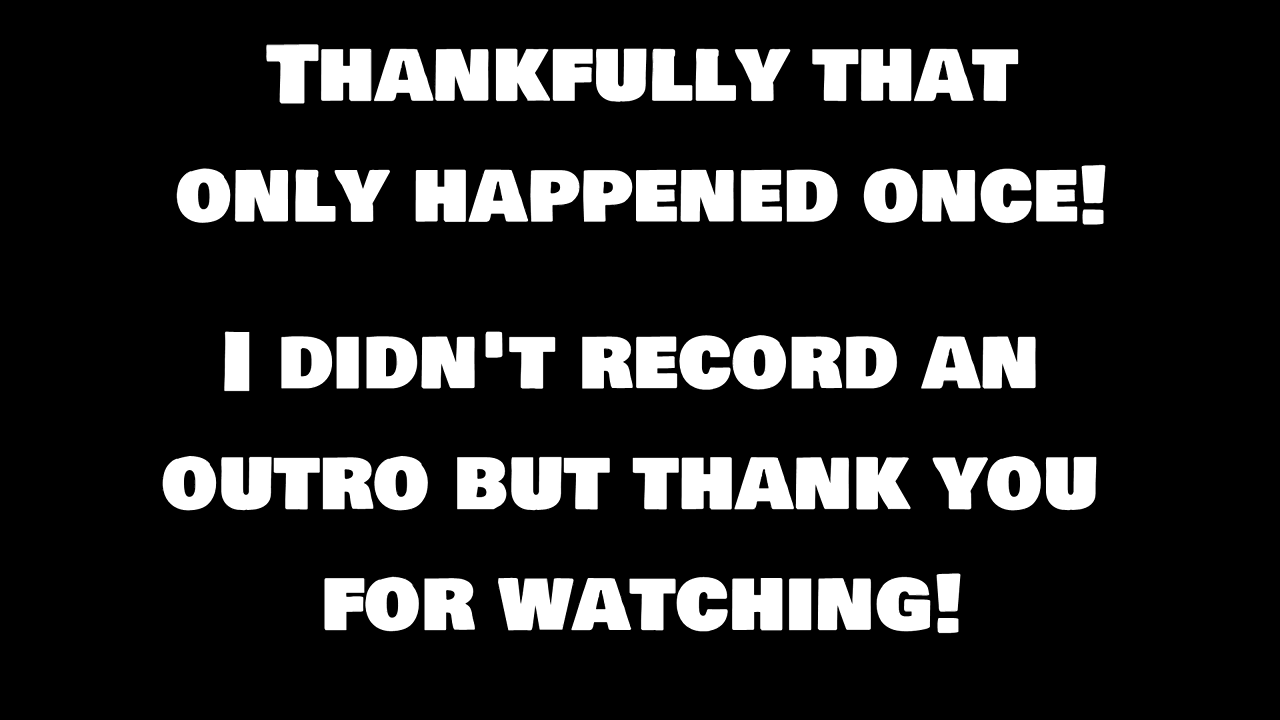 Thankfully that
only happened once!
I didn't record an
outro but thank you
for watching!